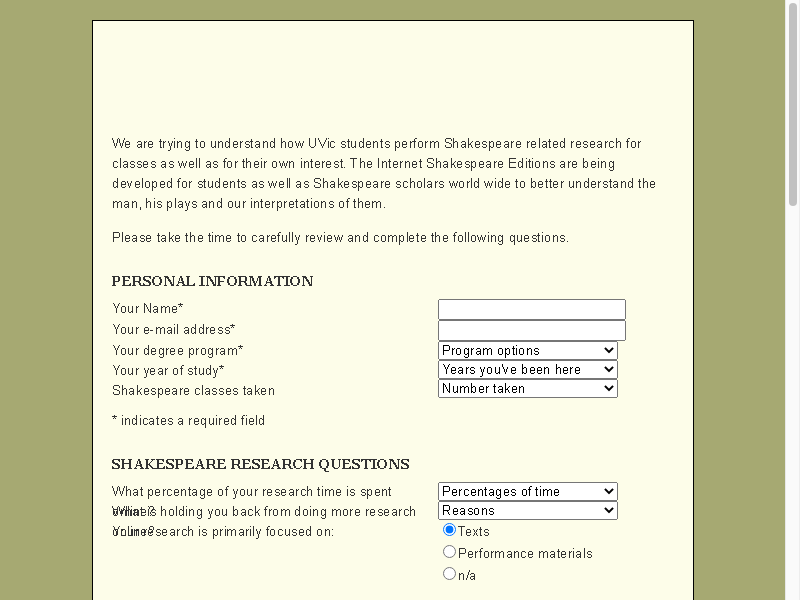 We are trying to understand how UVic students perform Shakespeare related research for
classes as well as for their own interest. The Internet Shakespeare Editions are being
developed for students as well as Shakespeare scholars world wide to better understand the
man, his plays and our interpretations of them.
Please take the time to carefully review and complete the following questions.
PERSONAL INFORMATION
Your Name*
Your e-mail address*
Your degree program* Program options
Your year of study* Years you've been here
Shakespeare classes taken Number taken
* indicates a required field
SHAKESPEARE RESEARCH QUESTIONS
What percentage of your research time is spent Percentages of time
online?
What is holding you back from doing more research Reasons
online?
Your research is primarily focused on: Texts
Performance materials
n/a